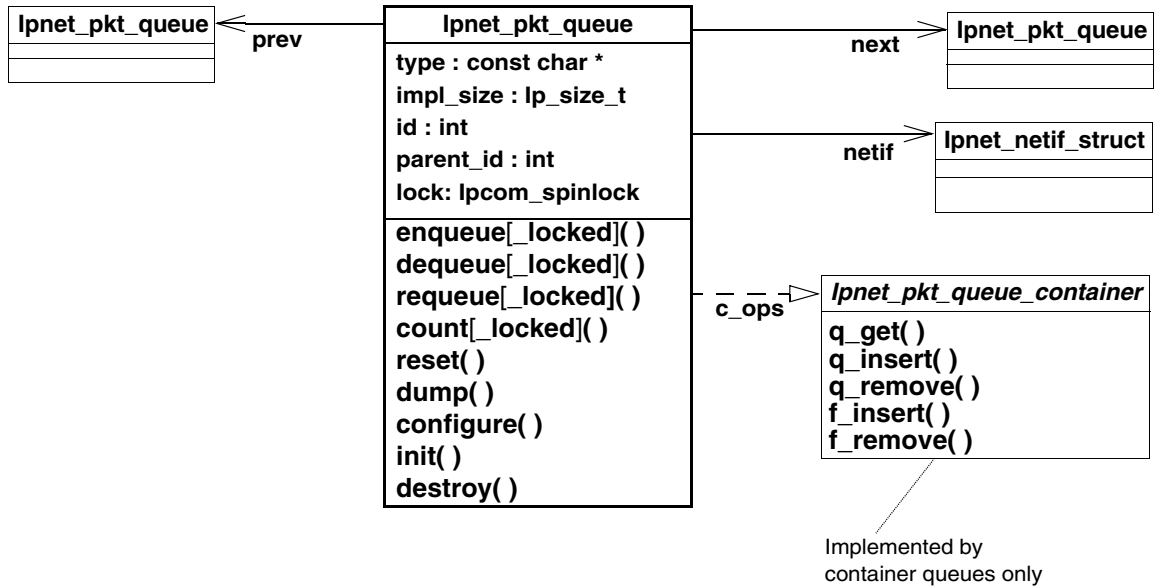 lpnet_pkt_queue
prev
lpnet_pkt_queue
type : const char *
impl_size : lp_size_t
id : int
parent_id : int
lock: lpcom_spinlock
enqueue[_locked]( )
dequeue[_locked]( )
requeue[_locked]( )
count[_locked]( )
reset( )
dump( )
configure( )
init( )
destroy( )
next
lpnet_pkt_queue
netif
lpnet_netif_struct
c_ops
lpnet_pkt_queue_container
q_get( )
q_insert( )
q_remove( )
f_insert( )
f_remove( )
Implemented by
container queues only